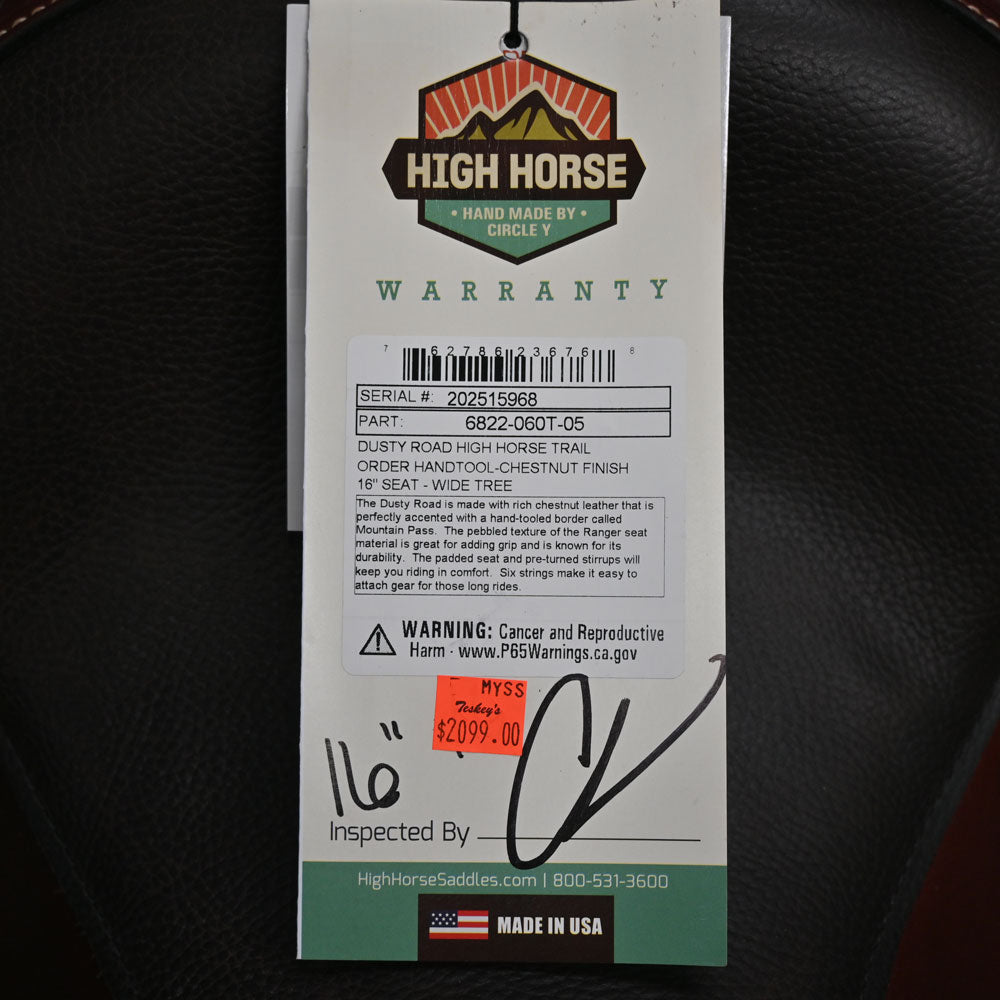 HIGH HORSE
• HAND MADE BY •
CIRCLE Y
WARRANTY
7 62786 23676 8
SERIAL #: 202515968
PART: 6822-060T-05
DUSTY ROAD HIGH HORSE TRAIL
ORDER HANDTOOL-CHESTNUT FINISH
16" SEAT - WIDE TREE
The Dusty Road is made with rich chestnut leather that is
perfectly accented with a hand-tooled border called
Mountain Pass. The pebbled texture of the Ranger seat
material is great for adding grip and is known for its
durability. The padded seat and pre-turned stirrups will
keep you riding in comfort. Six strings make it easy to
attach gear for those long rides.
WARNING: Cancer and Reproductive
Harm - www.P65Warnings.ca.gov
MYSS
Teskey's
$2099.00
16"
Inspected By
HighHorseSaddles.com | 800-531-3600
MADE IN USA